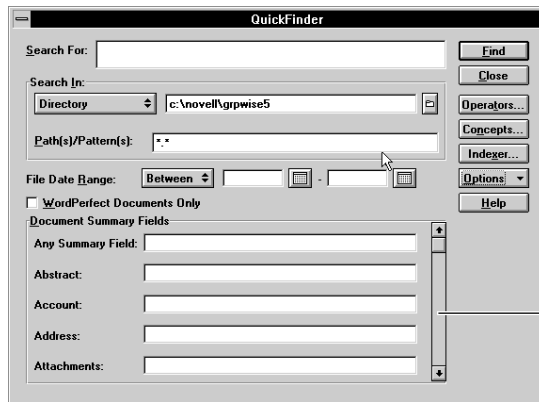 QuickFinder
Search For:
Find
Close
Search In:
Directory c:\novell\grpwise5
Operators...
Path(s)/Pattern(s): *.*
Concepts...
Indexer...
File Date Range: Between -
Options
WordPerfect Documents Only
Help
Document Summary Fields
Any Summary Field:
Abstract:
Account:
Address:
Attachments: